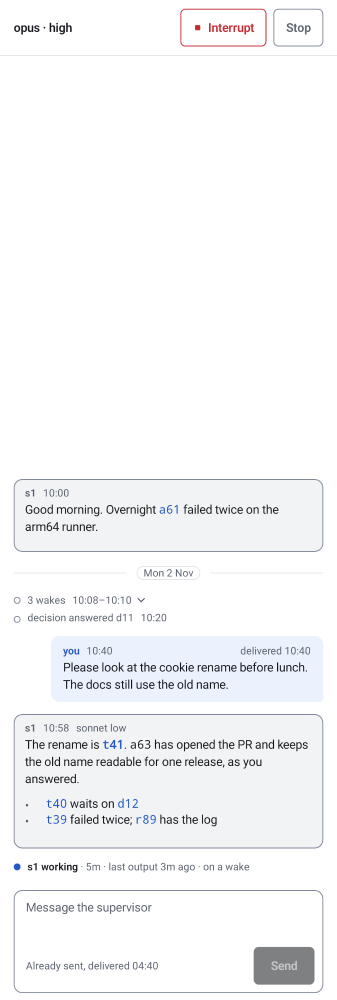 opus · high
Interrupt
Stop
s1 10:00
Good morning. Overnight a61 failed twice on the
arm64 runner.
Mon 2 Nov
3 wakes 10:08–10:10
decision answered d11 10:20
you 10:40 delivered 10:40
Please look at the cookie rename before lunch.
The docs still use the old name.
s1 10:58 sonnet low
The rename is t41. a63 has opened the PR and keeps
the old name readable for one release, as you
answered.
• t40 waits on d12
• t39 failed twice; r89 has the log
s1 working · 5m · last output 3m ago · on a wake
Message the supervisor
Already sent, delivered 04:40
Send